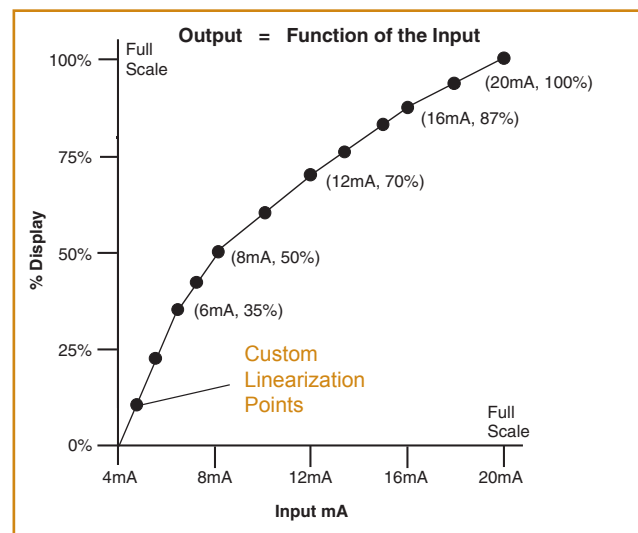 Output = Function of the Input
Full
Scale
100%
(20mA, 100%)
(16mA, 87%)
75%
(12mA, 70%)
% Display
50%
(8mA, 50%)
(6mA, 35%)
25%
Custom
Linearization
Points
Full
Scale
0%
4mA
8mA
12mA
16mA
20mA
Input mA